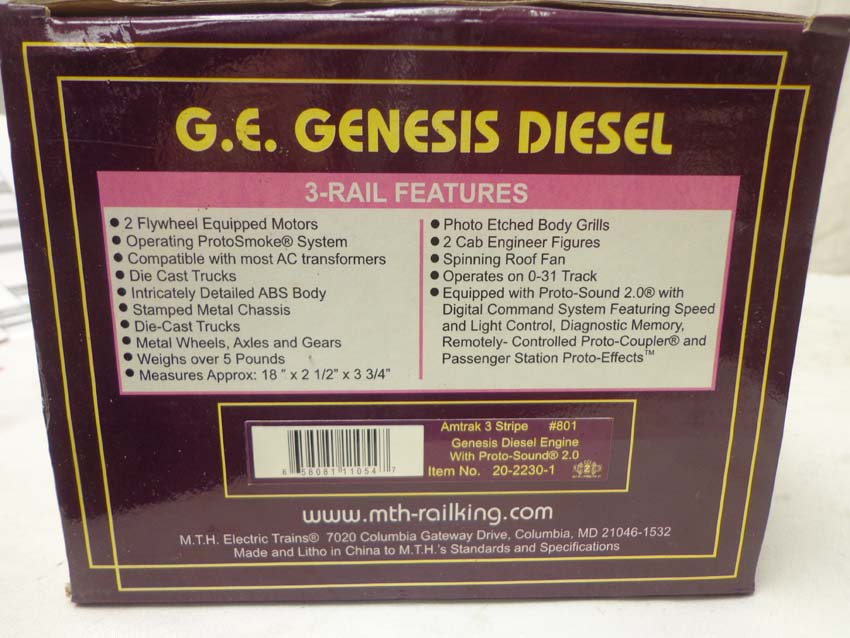 G.E. GENESIS DIESEL
3-RAIL FEATURES
• 2 Flywheel Equipped Motors
• Operating ProtoSmoke® System
• Compatible with most AC transformers
• Die Cast Trucks
• Intricately Detailed ABS Body
• Stamped Metal Chassis
• Die-Cast Trucks
• Metal Wheels, Axles and Gears
• Weighs over 5 Pounds
• Measures Approx: 18 " x 2 1/2" x 3 3/4"
• Photo Etched Body Grills
• 2 Cab Engineer Figures
• Spinning Roof Fan
• Operates on 0-31 Track
• Equipped with Proto-Sound 2.0® with
Digital Command System Featuring Speed
and Light Control, Diagnostic Memory,
Remotely- Controlled Proto-Coupler® and
Passenger Station Proto-Effects™
Amtrak 3 Stripe #801
Genesis Diesel Engine
With Proto-Sound® 2.0
Item No. 20-2230-1
6 58081 11054 7
www.mth-railking.com
M.T.H. Electric Trains® 7020 Columbia Gateway Drive, Columbia, MD 21046-1532
Made and Litho in China to M.T.H.'s Standards and Specifications